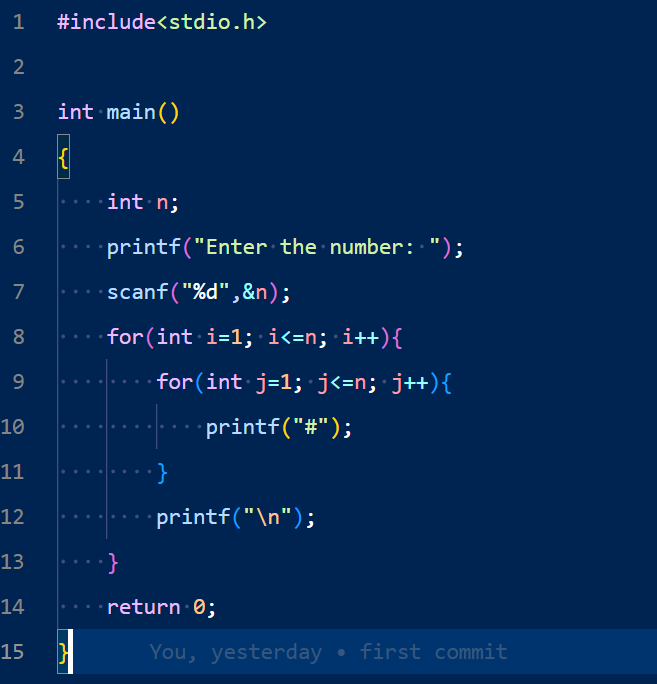 1 #include<stdio.h>
2
3 int main()
4 {
5     int n;
6     printf("Enter the number: ");
7     scanf("%d",&n);
8     for(int i=1; i<=n; i++){
9         for(int j=1; j<=n; j++){
10             printf("#");
11         }
12         printf("\n");
13     }
14     return 0;
15 } You, yesterday • first commit